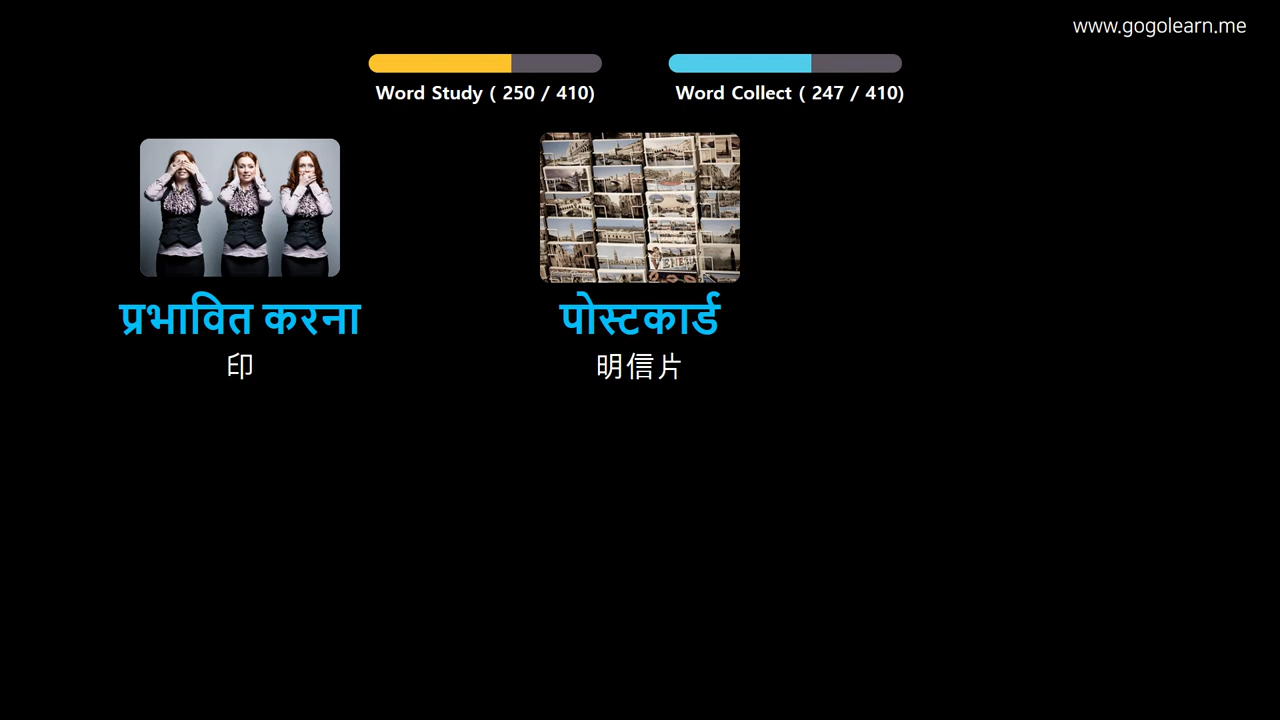 www.gogolearn.me
Word Study ( 250 / 410)
Word Collect ( 247 / 410)
प्रभावित करना
印
पोस्टकार्ड
明信片